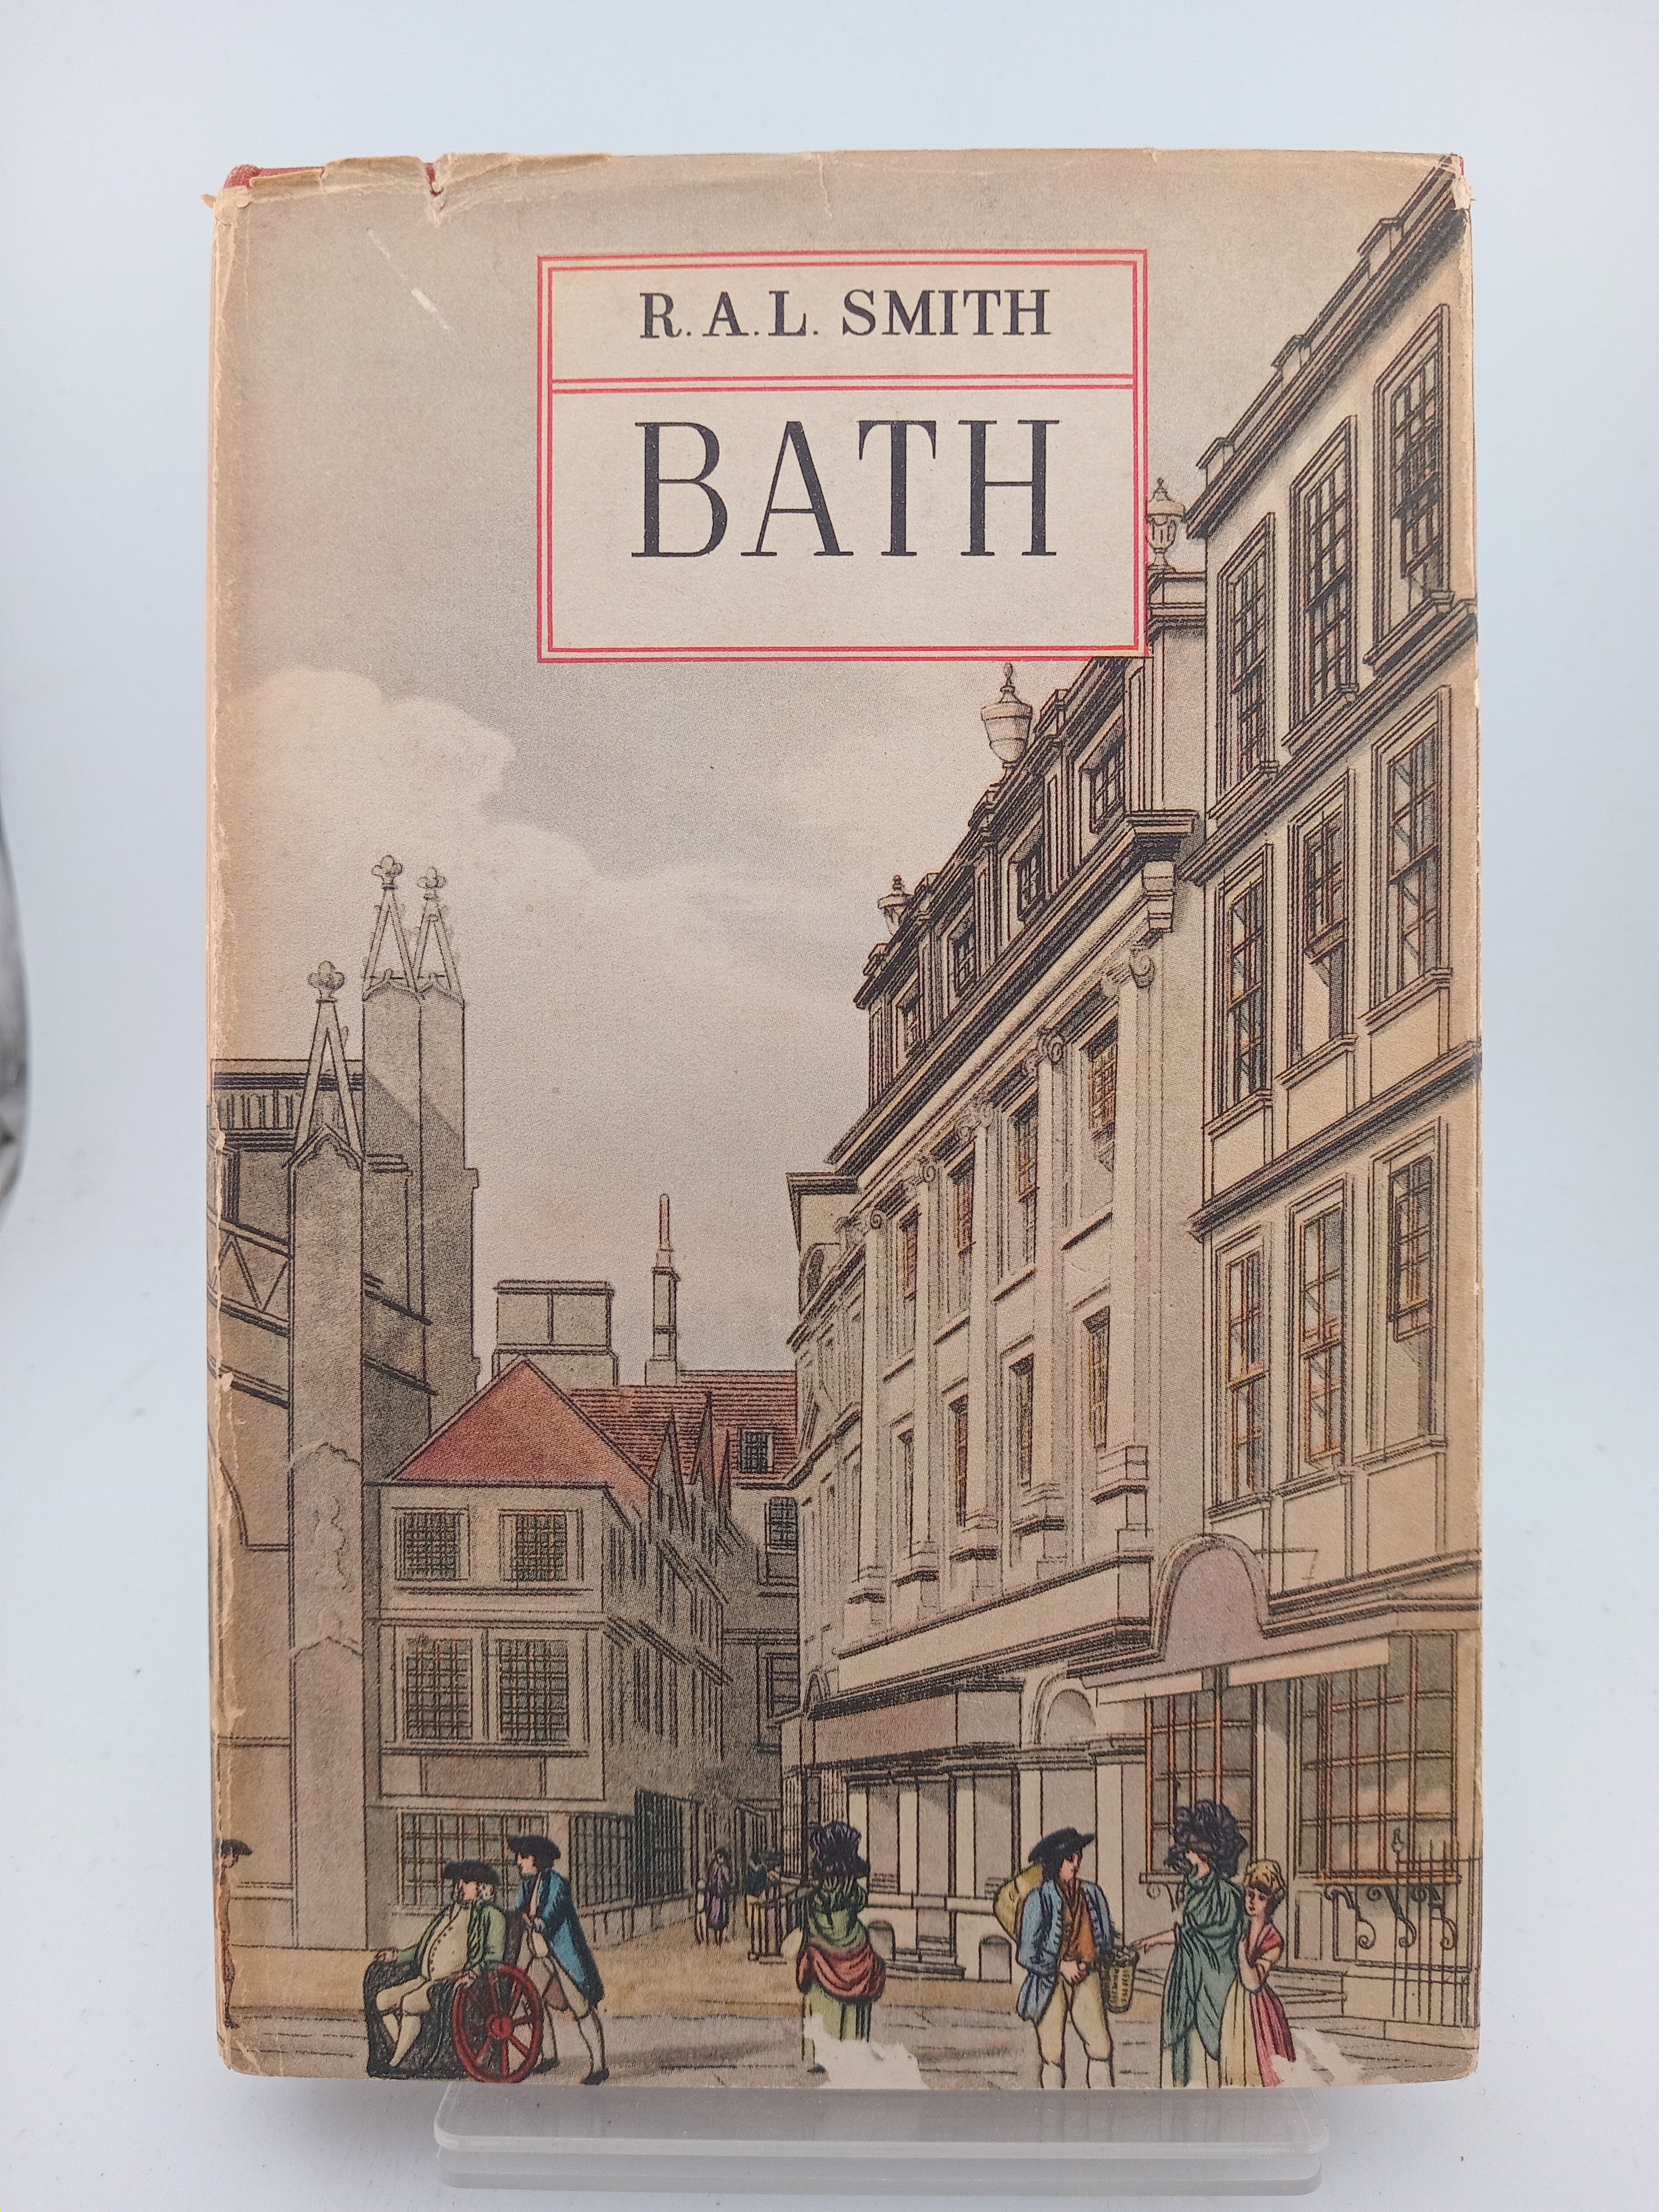 R. A. L. SMITH
BATH